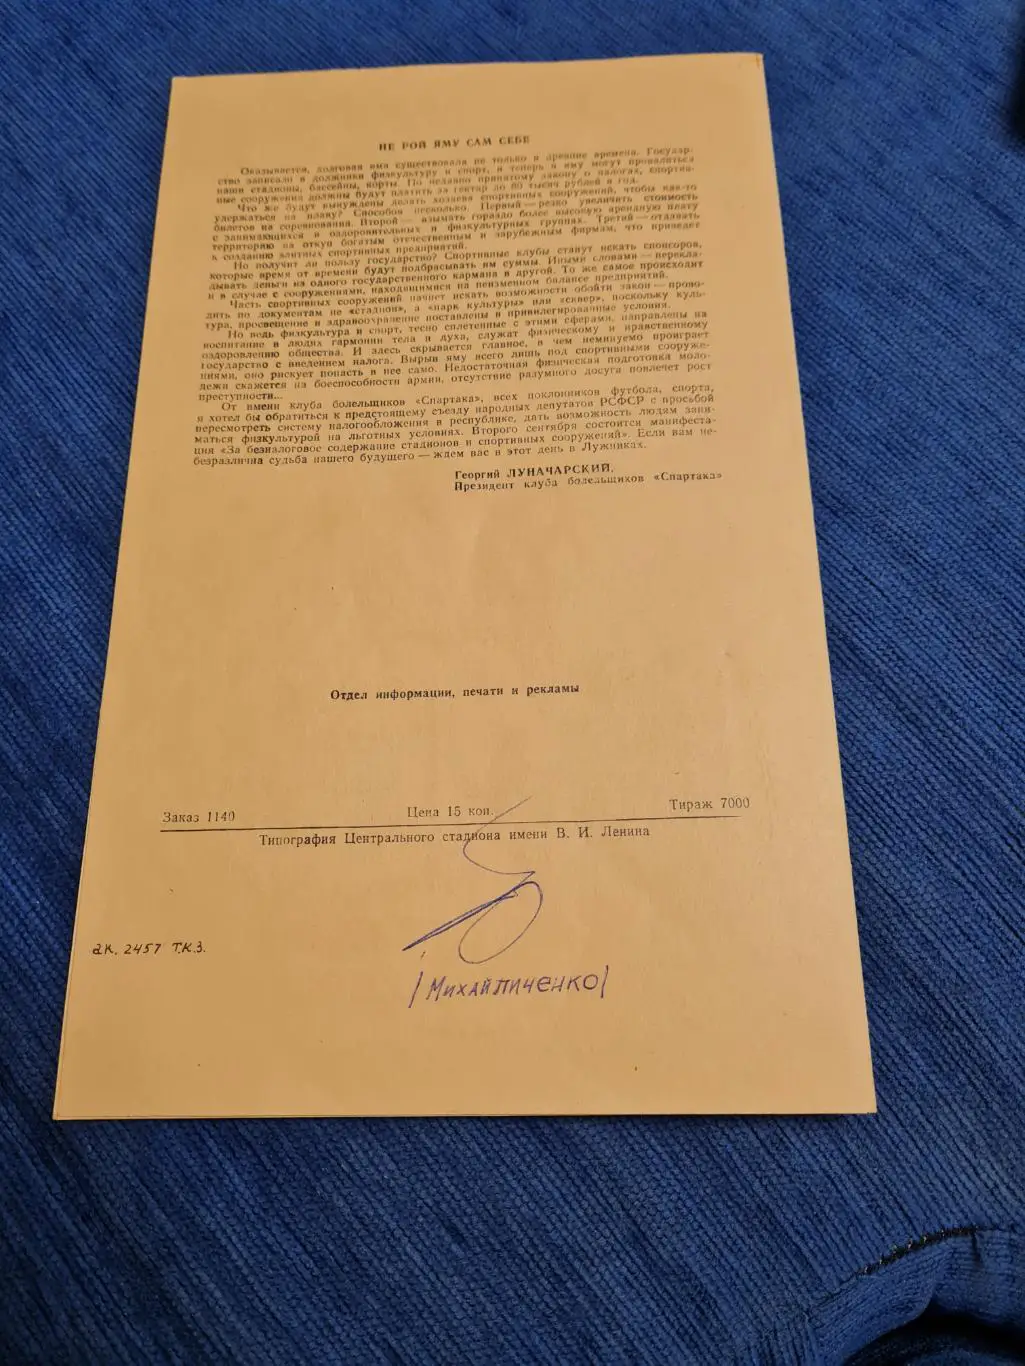 НЕ РОЙ ЯМУ САМ СЕБЕ
Оказывается, долговая яма существовала не только в древние времена. Государ-
ство записали в должники физкультуру и спорт, и теперь в яму могут провалиться
наши стадионы, бассейны, корты. По недавно принятому закону о налогах, спортив-
ные сооружения должны будут платить за гектар до 80 тысяч рублей в год.
Что же будут вынуждены делать хозяева спортивных сооружений, чтобы как-то
удержаться на плаву? Способов несколько. Первый — резко увеличить стоимость
билетов на соревнования. Второй — взымать гораздо более высокую арендную плату
с занимающихся в оздоровительных и физкультурных группах. Третий — отдавать
территорию на откуп богатым отечественным и зарубежным фирмам, что приведет
к созданию элитных спортивных предприятий.
Но получит ли пользу государство? Спортивные клубы станут искать спонсоров,
которые время от времени будут подбрасывать им суммы. Иными словами — перекла-
дывать деньги из одного государственного кармана в другой. То же самое происходит
и в случае с сооружениями, находящимися на неизменном балансе предприятий.
Часть спортивных сооружений начнет искать возможности обойти закон — прово-
дить по документам не «стадион», а «парк культуры» или «сквер», поскольку куль-
тура, просвещение и здравоохранение поставлены в привилегированные условия.
Но ведь физкультура и спорт, тесно сплетенные с этими сферами, направлены на
воспитание в людях гармонии тела и духа, служат физическому и нравственному
оздоровлению общества. И здесь скрывается главное, в чем неминуемо проиграет
государство с введением налога. Вырыв яму всего лишь под спортивными сооруже-
ниями, оно рискует попасть в нее само. Недостаточная физическая подготовка моло-
дежи скажется на боеспособности армии, отсутствие разумного досуга повлечет рост
преступности...
От имени клуба болельщиков «Спартака», всех поклонников футбола, спорта,
я хотел бы обратиться к предстоящему съезду народных депутатов РСФСР с просьбой
пересмотреть систему налогообложения в республике, дать возможность людям зани-
маться физкультурой на льготных условиях. Второго сентября состоится манифеста-
ция «За безналоговое содержание стадионов и спортивных сооружений». Если вам не-
безразлична судьба нашего будущего — ждем вас в этот день в Лужниках.
Георгий ЛУНАЧАРСКИЙ,
Президент клуба болельщиков «Спартака»
Отдел информации, печати и рекламы
Заказ 1140 Цена 15 коп. Тираж 7000
Типография Центрального стадиона имени В. И. Ленина
ак. 2457 Т.К.З.
/МИХАЙЛИЧЕНКО/